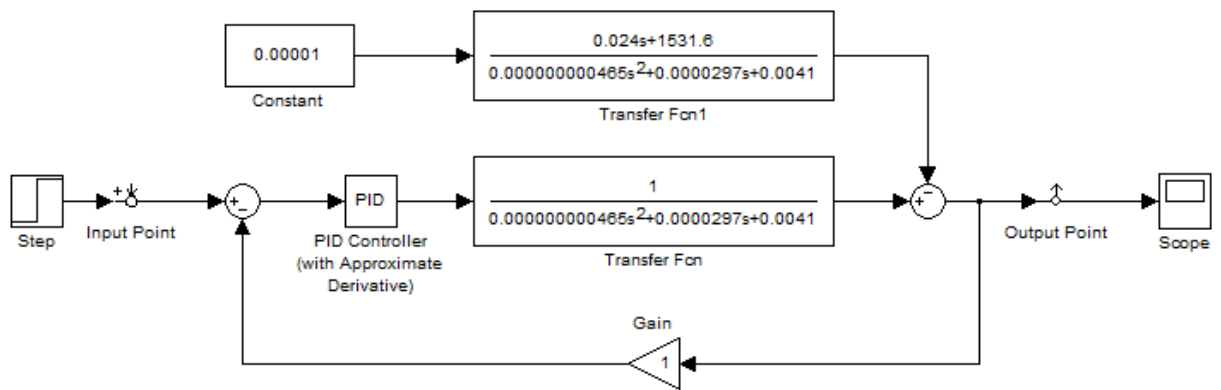 0.00001
Constant
0.024s+1531.6
0.000000000465s²+0.0000297s+0.0041
Transfer Fcn1
Step
Input Point
+
+
−
PID
PID Controller
(with Approximate
Derivative)
1
0.000000000465s²+0.0000297s+0.0041
Transfer Fcn
−
+
Output Point
Scope
Gain
1